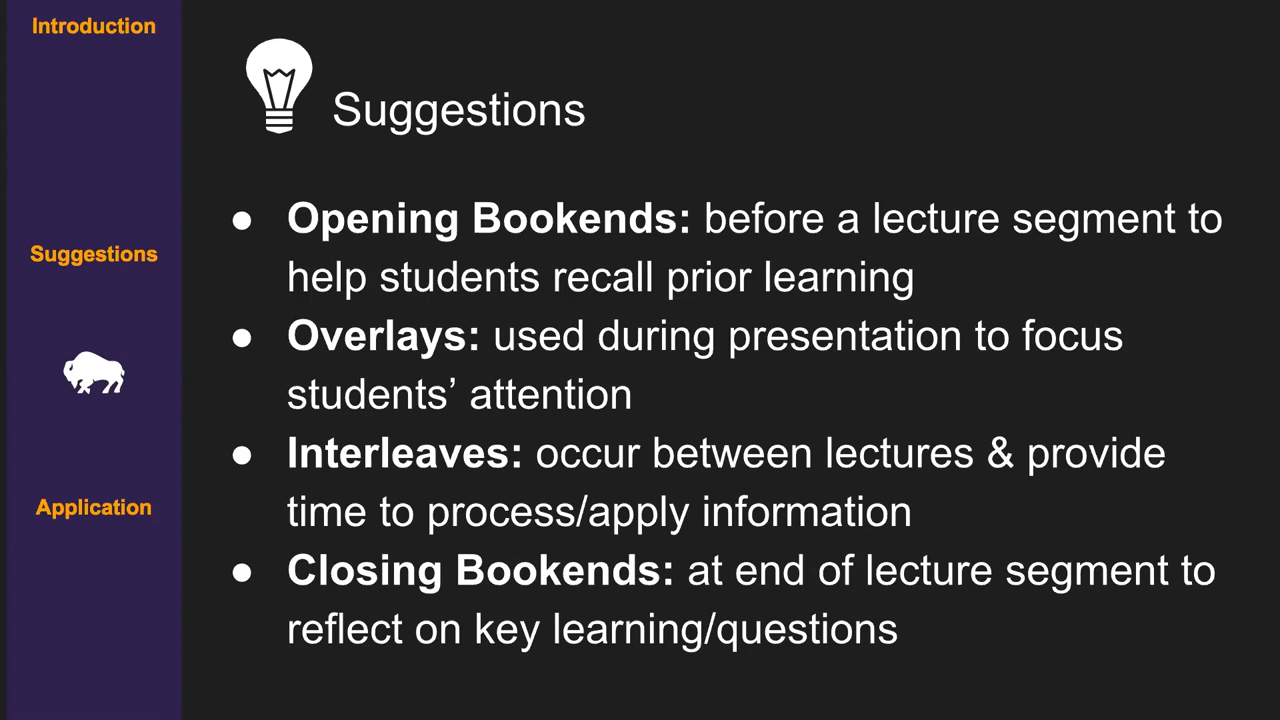 Introduction
Suggestions
Application
Suggestions
● Opening Bookends: before a lecture segment to
help students recall prior learning
● Overlays: used during presentation to focus
students’ attention
● Interleaves: occur between lectures & provide
time to process/apply information
● Closing Bookends: at end of lecture segment to
reflect on key learning/questions